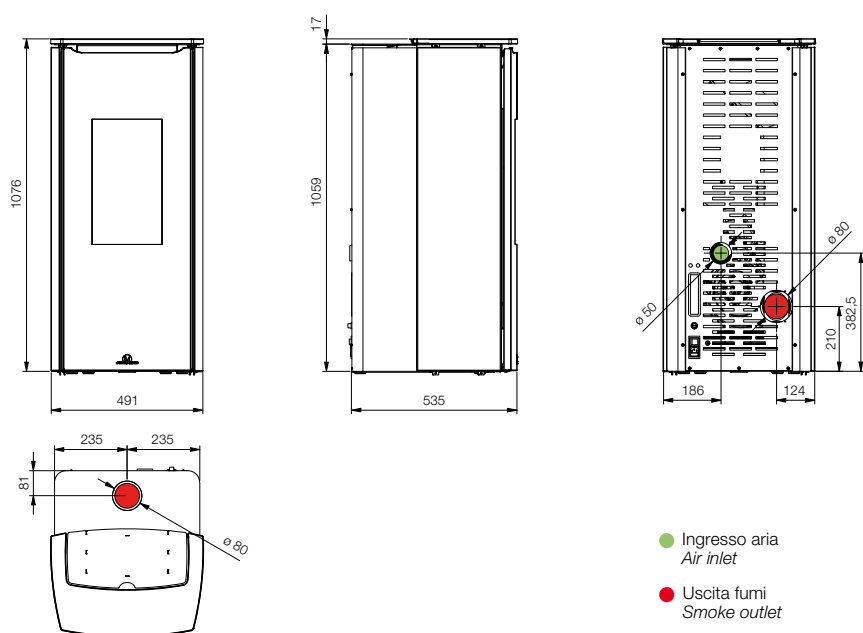 17
1076
1059
491
535
ø 80
ø 50
382,5
210
186
124
235
235
81
ø 80
Ingresso aria
Air inlet
Uscita fumi
Smoke outlet